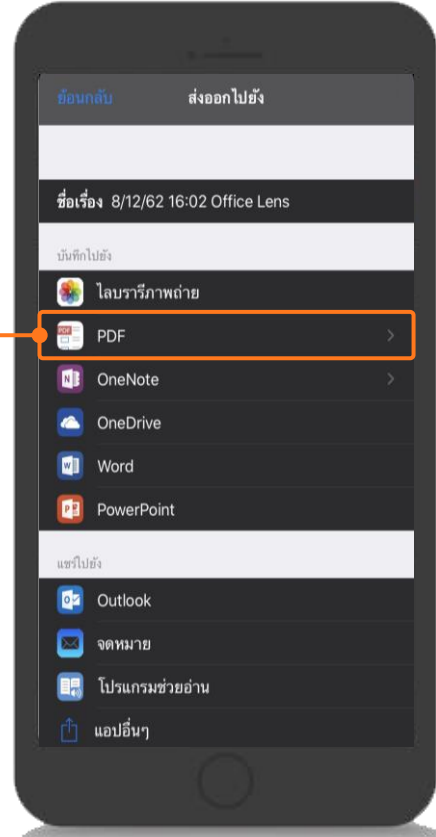 ย้อนกลับ ส่งออกไปยัง
ชื่อเรื่อง 8/12/62 16:02 Office Lens
บันทึกไปยัง
ไลบรารีภาพถ่าย
PDF
PDF
OneNote
OneDrive
Word
PowerPoint
แชร์ไปยัง
Outlook
จดหมาย
โปรแกรมช่วยอ่าน
แอปอื่นๆ